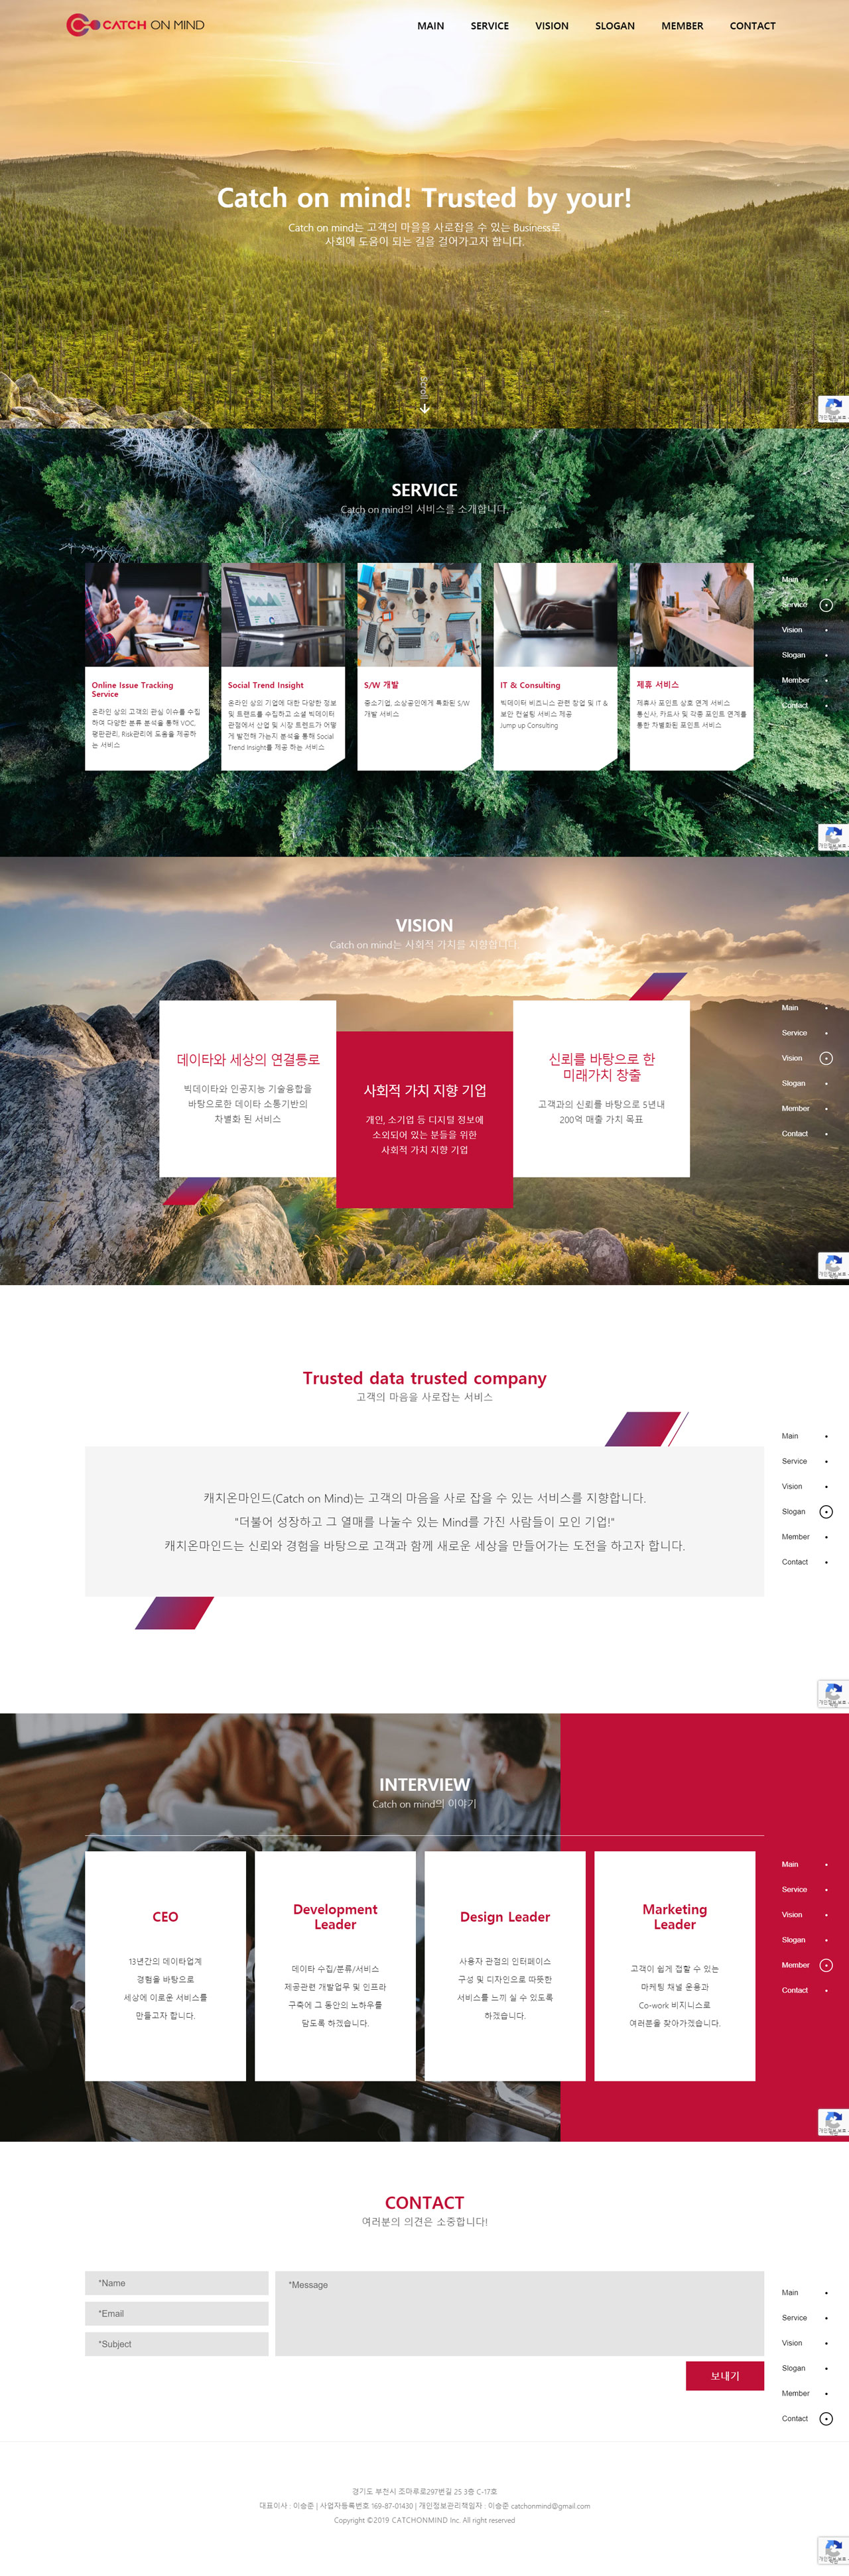 CATCH ON MIND
MAIN SERVICE VISION SLOGAN MEMBER CONTACT
Catch on mind! Trusted by your!
Catch on mind는 고객의 마을을 사로잡을 수 있는 Business로
사회에 도움이 되는 길을 걸어가고자 합니다.
Scroll
SERVICE
Catch on mind의 서비스를 소개합니다.
Online Issue Tracking
Service
온라인 상의 고객의 관심 이슈를 수집
하여 다양한 분류 분석을 통해 VOC,
평판관리, Risk관리에 도움을 제공하
는 서비스
Social Trend Insight
온라인 상의 기업에 대한 다양한 정보
및 트랜드를 수집하고 소셜 빅데이터
관점에서 산업 및 시장 트랜드가 어떻
게 발전해 가는지 분석을 통해 Social
Trend Insight를 제공 하는 서비스
S/W 개발
중소기업, 소상공인에게 특화된 S/W
개발 서비스
IT & Consulting
빅데이터 비즈니스 관련 창업 및 IT &
보안 컨설팅 서비스 제공
Jump up Consulting
제휴 서비스
제휴사 포인트 상호 연계 서비스
통신사, 카드사 및 각종 포인트 연계를
통한 차별화된 포인트 서비스
Main
Service
Vision
Slogan
Member
Contact
VISION
Catch on mind는 사회적 가치를 지향합니다.
데이타와 세상의 연결통로
빅데이타와 인공지능 기술융합을
바탕으로한 데이타 소통기반의
차별화 된 서비스
사회적 가치 지향 기업
개인, 소기업 등 디지털 정보에
소외되어 있는 분들을 위한
사회적 가치 지향 기업
신뢰를 바탕으로 한
미래가치 창출
고객과의 신뢰를 바탕으로 5년내
200억 매출 가치 목표
Main
Service
Vision
Slogan
Member
Contact
Trusted data trusted company
고객의 마음을 사로잡는 서비스
캐치온마인드(Catch on Mind)는 고객의 마음을 사로 잡을 수 있는 서비스를 지향합니다.
"더불어 성장하고 그 열매를 나눌수 있는 Mind를 가진 사람들이 모인 기업!"
캐치온마인드는 신뢰와 경험을 바탕으로 고객과 함께 새로운 세상을 만들어가는 도전을 하고자 합니다.
Main
Service
Vision
Slogan
Member
Contact
INTERVIEW
Catch on mind의 이야기
CEO
13년간의 데이타업계
경험을 바탕으로
세상에 이로운 서비스를
만들고자 합니다.
Development
Leader
데이타 수집/분류/서비스
제공관련 개발업무 및 인프라
구축에 그 동안의 노하우를
담도록 하겠습니다.
Design Leader
사용자 관점의 인터페이스
구성 및 디자인으로 따뜻한
서비스를 느끼 실 수 있도록
하겠습니다.
Marketing
Leader
고객이 쉽게 접할 수 있는
마케팅 채널 운용과
Co-work 비지니스로
여러분을 찾아가겠습니다.
Main
Service
Vision
Slogan
Member
Contact
CONTACT
여러분의 의견은 소중합니다!
*Name
*Email
*Subject
*Message
보내기
Main
Service
Vision
Slogan
Member
Contact
경기도 부천시 조마루로297번길 25 3층 C-17호
대표이사 : 이승준 | 사업자등록번호 169-87-01430 | 개인정보관리책임자 : 이승준 catchonmind@gmail.com
Copyright ©2019 CATCHONMIND Inc. All right reserved